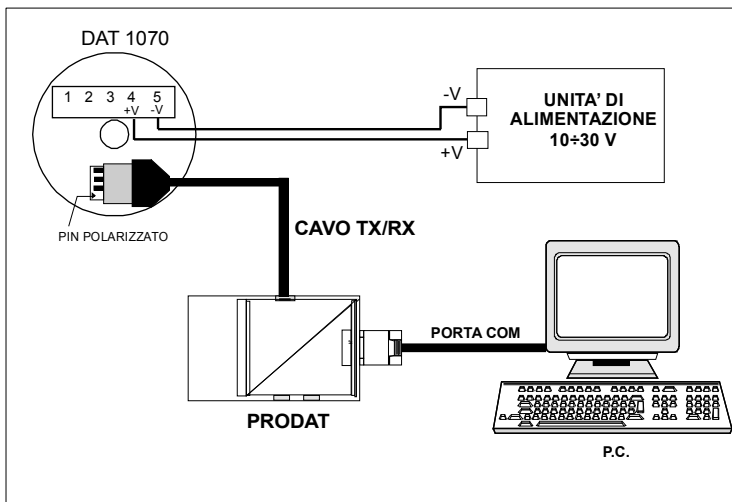 DAT 1070
1 2 3 4 5
+V -V
-V
UNITA' DI
ALIMENTAZIONE
10÷30 V
+V
PIN POLARIZZATO
CAVO TX/RX
PORTA COM
PRODAT
P.C.